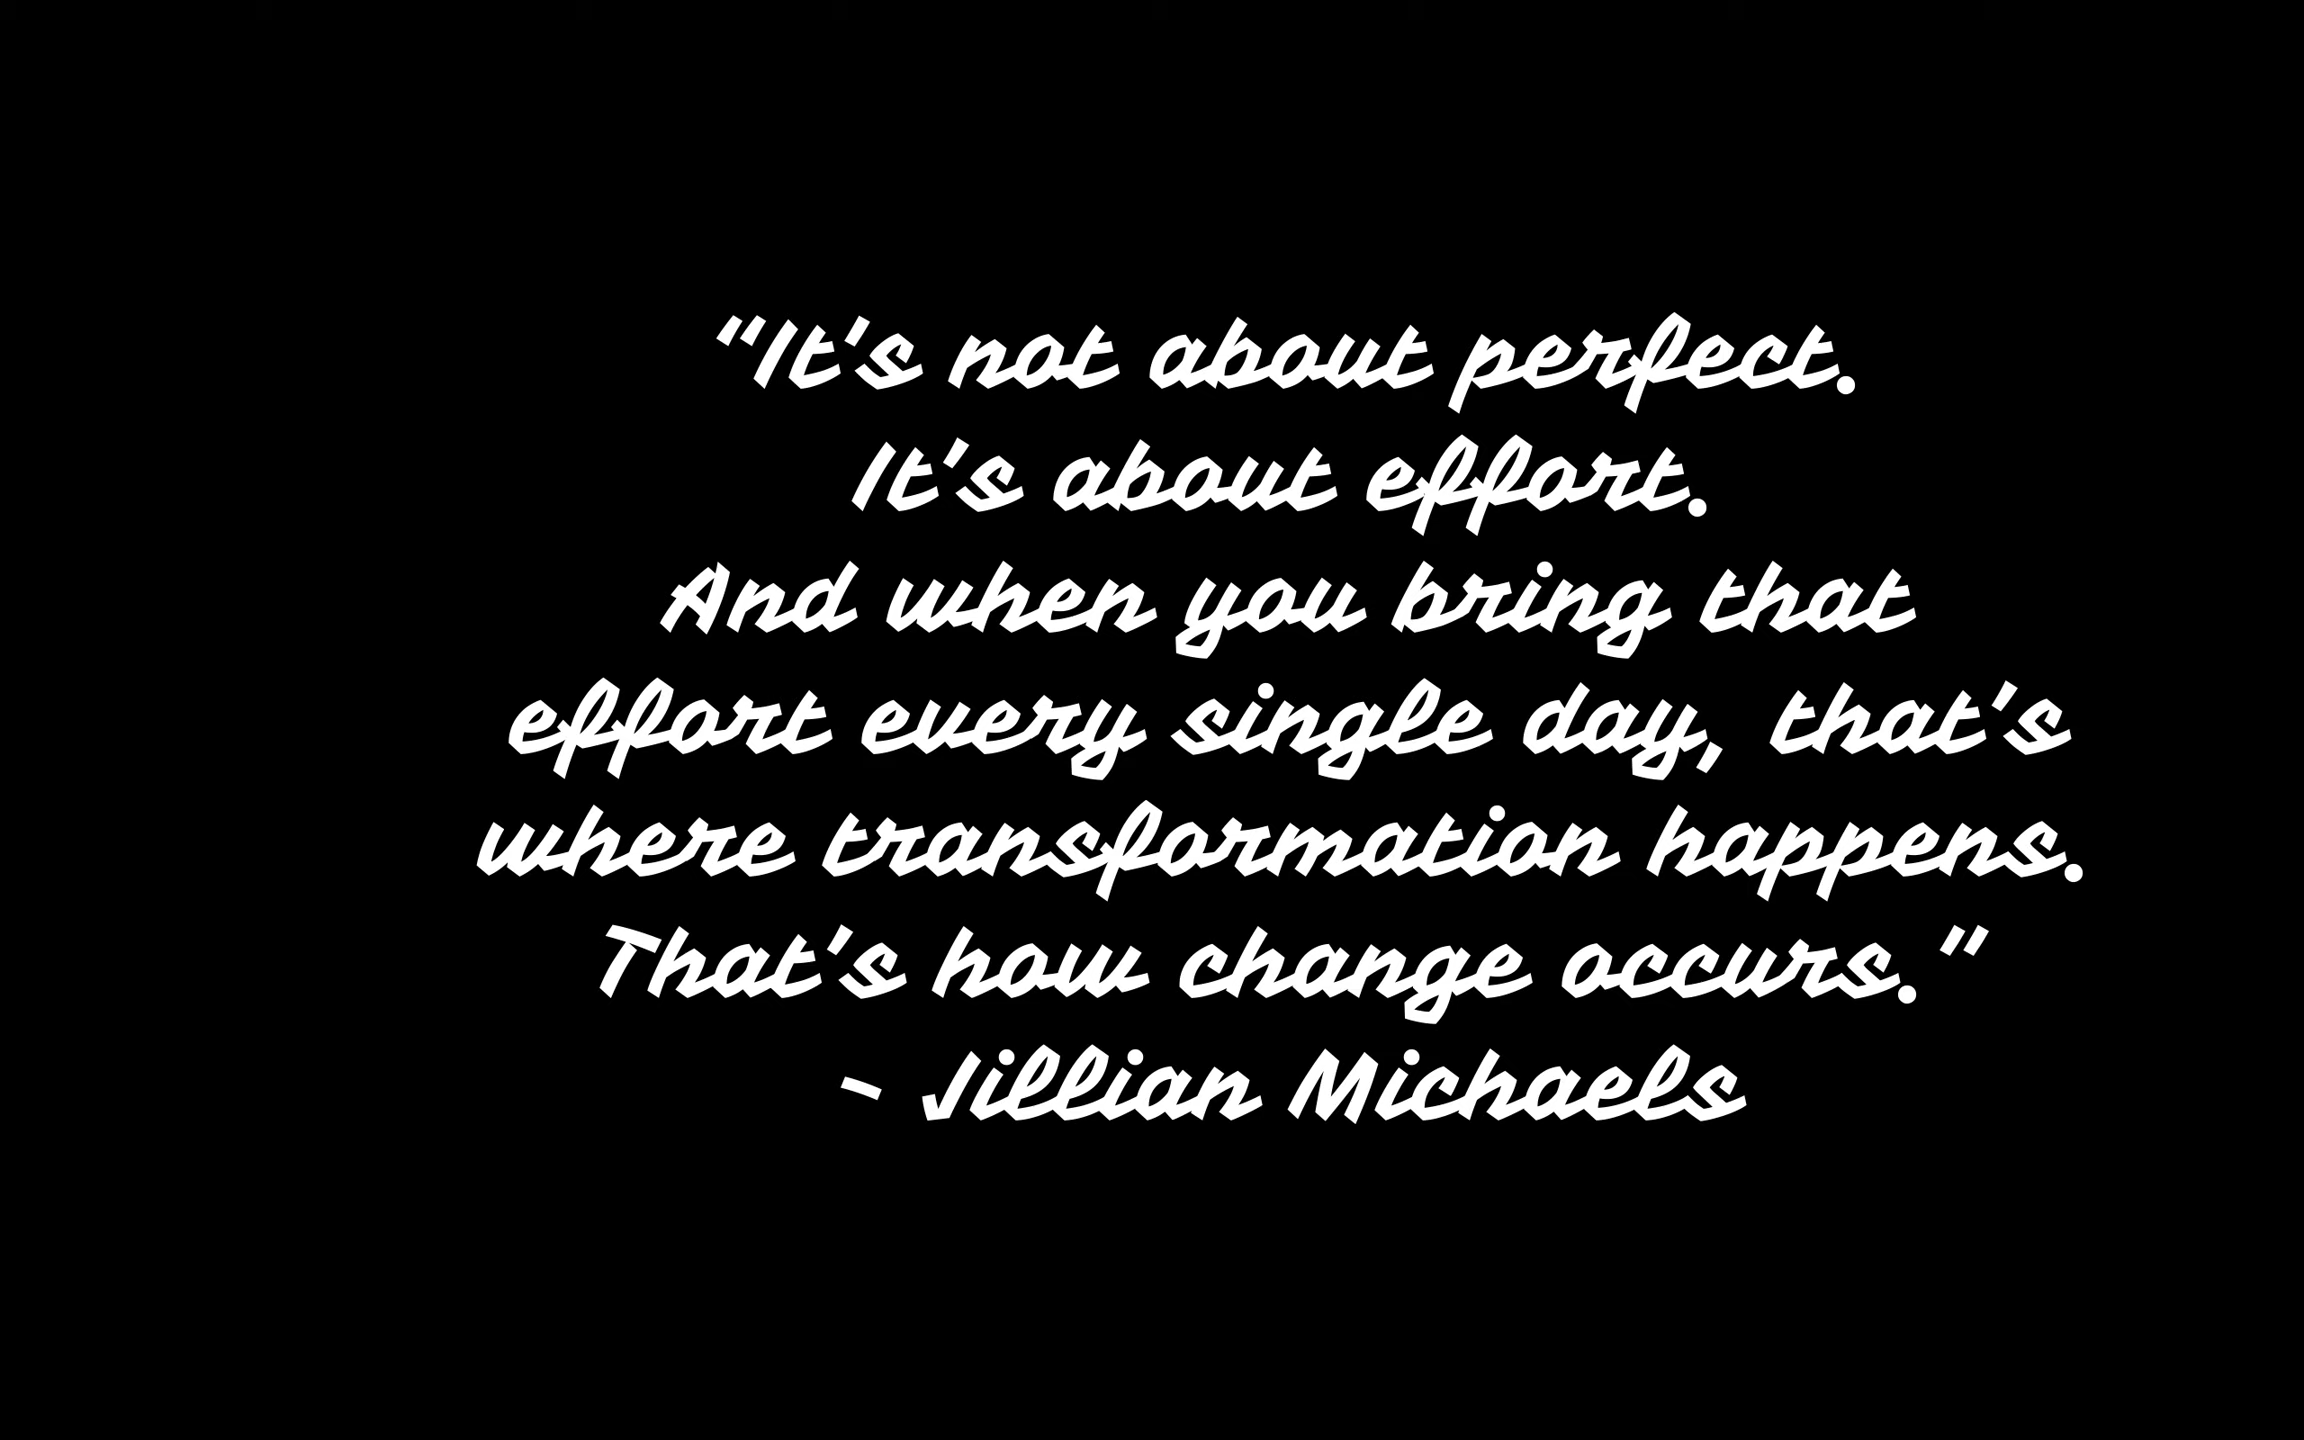 "It's not about perfect.
It's about effort.
And when you bring that
effort every single day, that's
where transformation happens.
That's how change occurs."
- Jillian Michaels